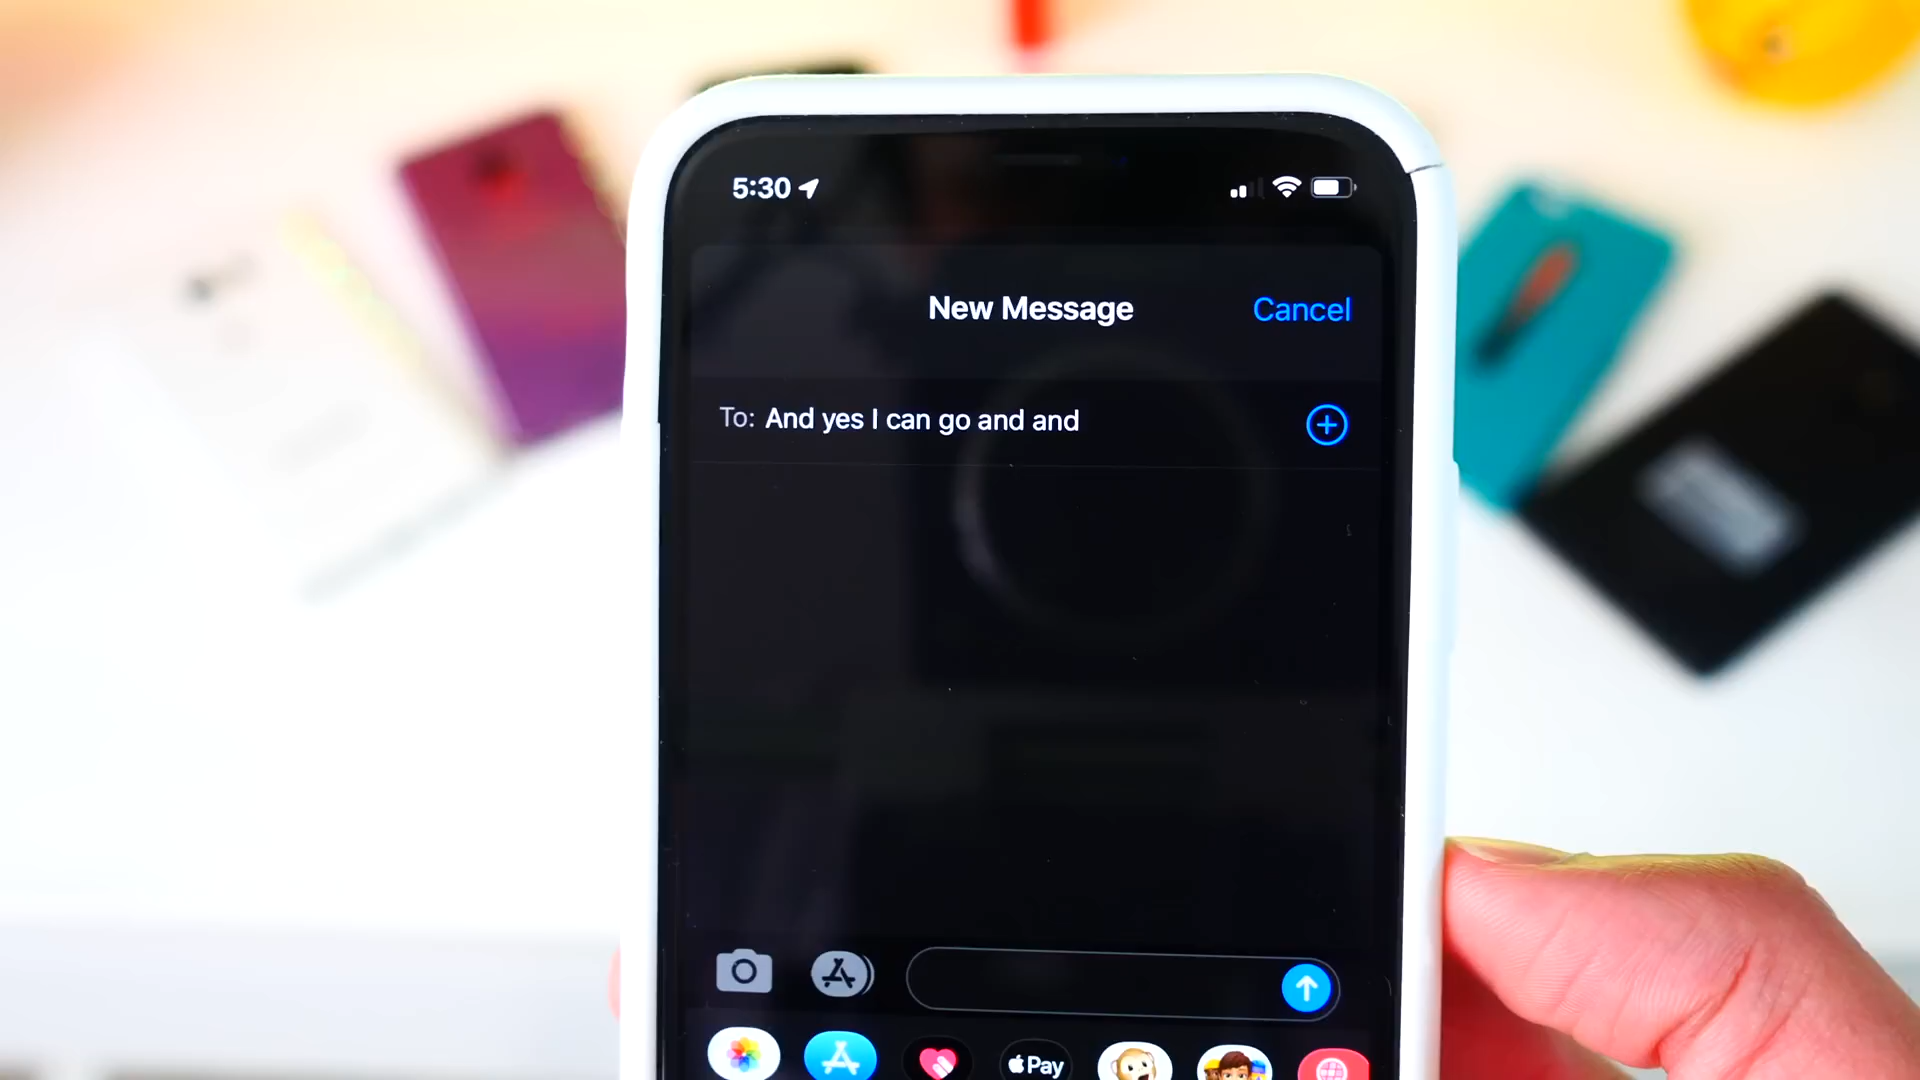 5:30
New Message
Cancel
To: And yes I can go and and
Pay